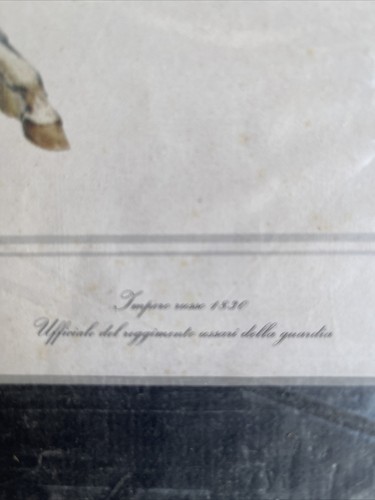 Impero russo 1830
Ufficiale del reggimento ussari della guardia